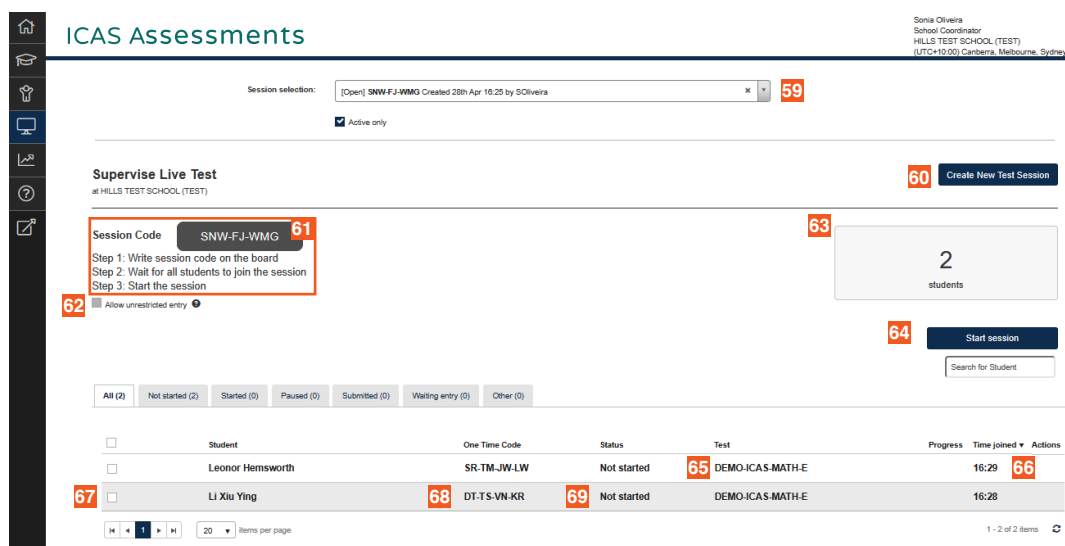 ICAS Assessments
Sonia Oliveira
School Coordinator
HILLS TEST SCHOOL (TEST)
(UTC+10:00) Canberra, Melbourne, Sydney
Session selection:
[Open] SNW-FJ-WMG Created 28th Apr 16:25 by SOliveira
59
Active only
Supervise Live Test
at HILLS TEST SCHOOL (TEST)
60 Create New Test Session
Session Code SNW-FJ-WMG 61
Step 1: Write session code on the board
Step 2: Wait for all students to join the session
Step 3: Start the session
62 Allow unrestricted entry
63
2
students
64 Start session
Search for Student
All (2) Not started (2) Started (0) Paused (0) Submitted (0) Waiting entry (0) Other (0)
Student One Time Code Status Test Progress Time joined Actions
Leonor Hemsworth SR-TM-JW-LW Not started 65 DEMO-ICAS-MATH-E 16:29 66
67 Li Xiu Ying 68 DT-TS-VN-KR 69 Not started DEMO-ICAS-MATH-E 16:28
1 20 items per page 1 - 2 of 2 items